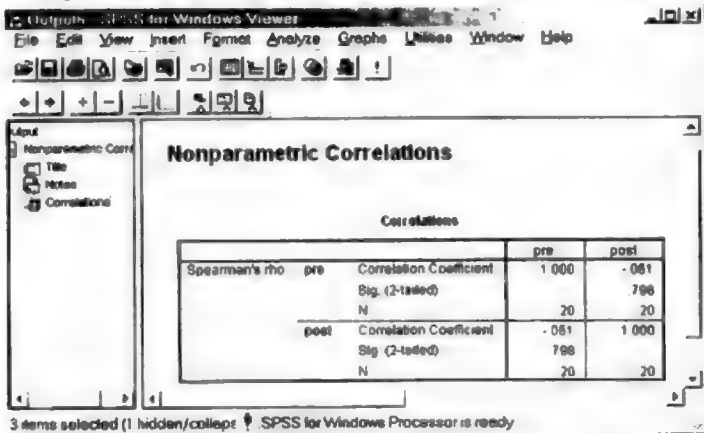 SPSS for Windows Viewer
File Edit View Insert Format Analyze Graphs Utilities Window Help
Nonparametric Corre
Title
Notes
Correlations
Nonparametric Correlations
Correlations
pre post
Spearman's rho pre Correlation Coefficient 1.000 -.061
Sig. (2-tailed) .798
N 20 20
post Correlation Coefficient -.061 1.000
Sig. (2-tailed) .798
N 20 20
3 items selected (1 hidden/collaps SPSS for Windows Processor is ready